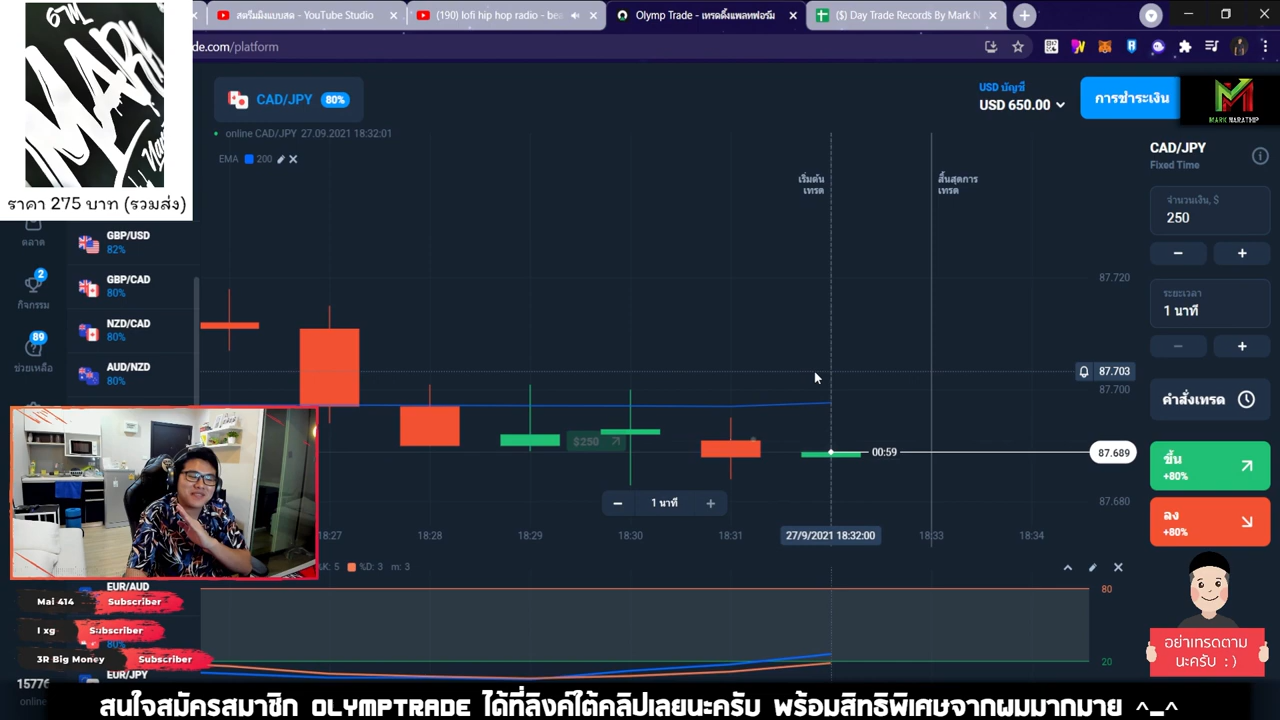 สตรีมมิงแบบสด - YouTube Studio
(190) lofi hip hop radio - bea
Olymp Trade - เทรดดิ้งแพลทฟอร์ม
($) Day Trade Records By Mark N
de.com/platform
67M
MARK
ราคา 275 บาท (รวมส่ง)
CAD/JPY 80%
online CAD/JPY 27.09.2021 18:32:01
EMA 200
USD บัญชี
USD 650.00
การชำระเงิน
MARK NARATHIP
ตลาด
กิจกรรม
2
ช่วยเหลือ
89
GBP/USD
82%
GBP/CAD
80%
NZD/CAD
80%
AUD/NZD
80%
เริ่มต้น
เทรด
สิ้นสุดการ
เทรด
87.720
87.703
87.700
87.689
87.680
$250
00:59
1 นาที
18:27
18:28
18:29
18:30
18:31
27/9/2021 18:32:00
18:33
18:34
CAD/JPY
Fixed Time
จำนวนเงิน, $
250
ระยะเวลา
1 นาที
คำสั่งเทรด
ขึ้น
+80%
ลง
+80%
%K: 5 %D: 3 m: 3
80
20
EUR/AUD
80%
EUR/JPY
Mai 414 Subscriber
I xg Subscriber
3R Big Money Subscriber
15776
online
อย่าเทรดตาม
นะครับ : )
สนใจสมัครสมาชิก OLYMPTRADE ได้ที่ลิงค์ใต้คลิปเลยนะครับ พร้อมสิทธิพิเศษจากผมมากมาย ^_^